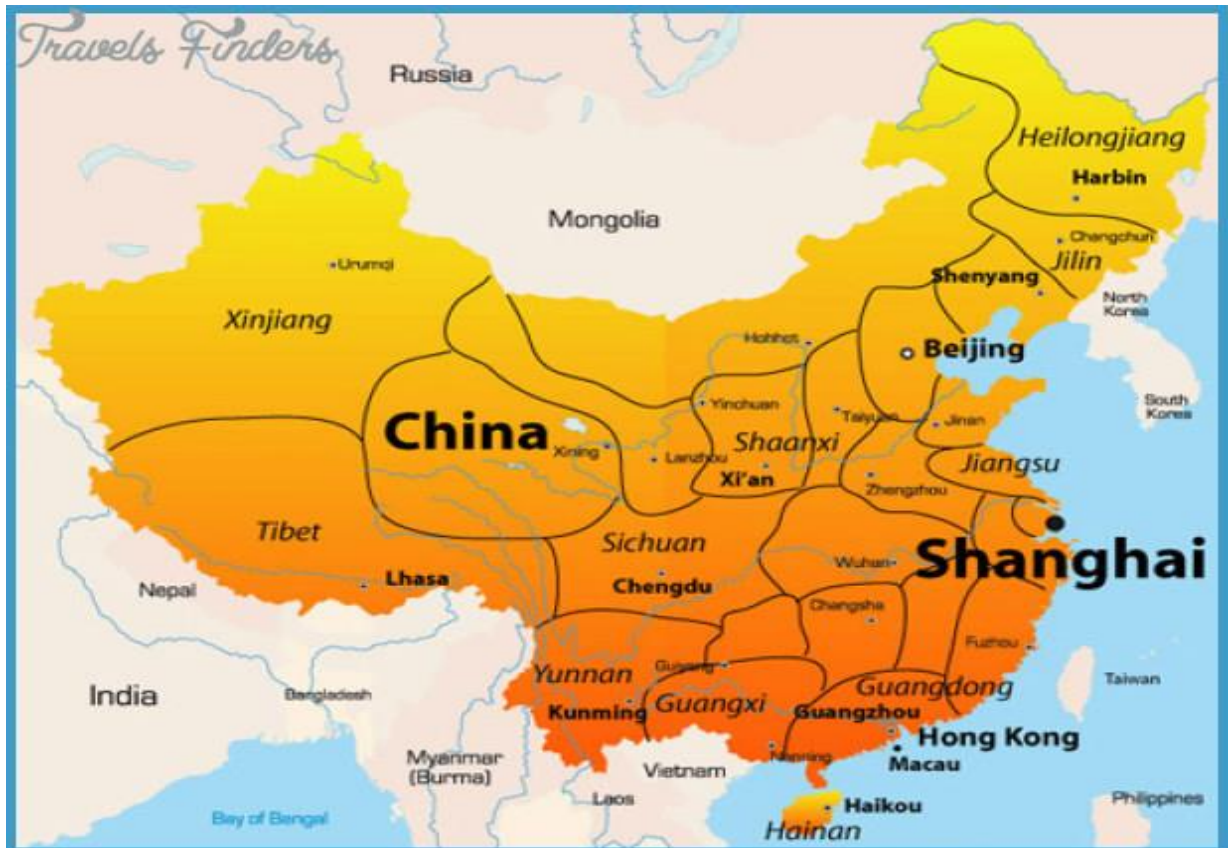 Travels Finders
Russia
Heilongjiang
Harbin
Mongolia
Changchun
Jilin
Urumqi
Shenyang
North
Korea
Xinjiang
Hohhot
Beijing
South
Korea
Yinchuan
Taiyuan
Jinan
China
Shaanxi
Xining
Lanzhou
Jiangsu
Xi'an
Zhengzhou
Tibet
Sichuan
Shanghai
Wuhan
Lhasa
Chengdu
Nepal
Changsha
Fuzhou
Yunnan
Guiyang
Taiwan
India
Bangladesh
Guangxi
Guangdong
Kunming
Guangzhou
Hong Kong
Nanning
Macau
Myanmar
(Burma)
Vietnam
Laos
Haikou
Philippines
Bay of Bengal
Hainan